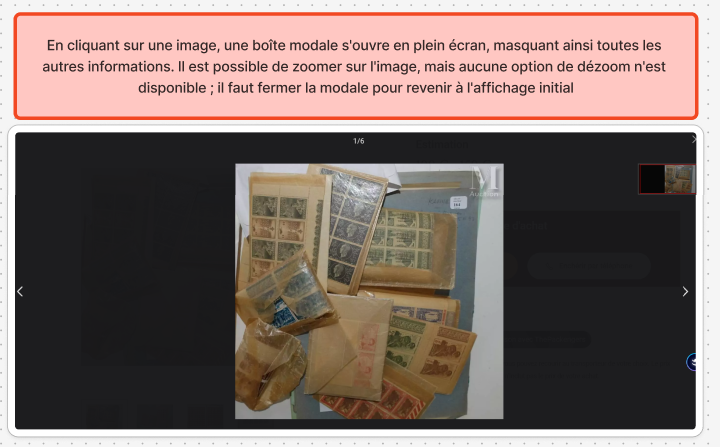 En cliquant sur une image, une boîte modale s'ouvre en plein écran, masquant ainsi toutes les
autres informations. Il est possible de zoomer sur l'image, mais aucune option de dézoom n'est
disponible ; il faut fermer la modale pour revenir à l'affichage initial
1/6
M